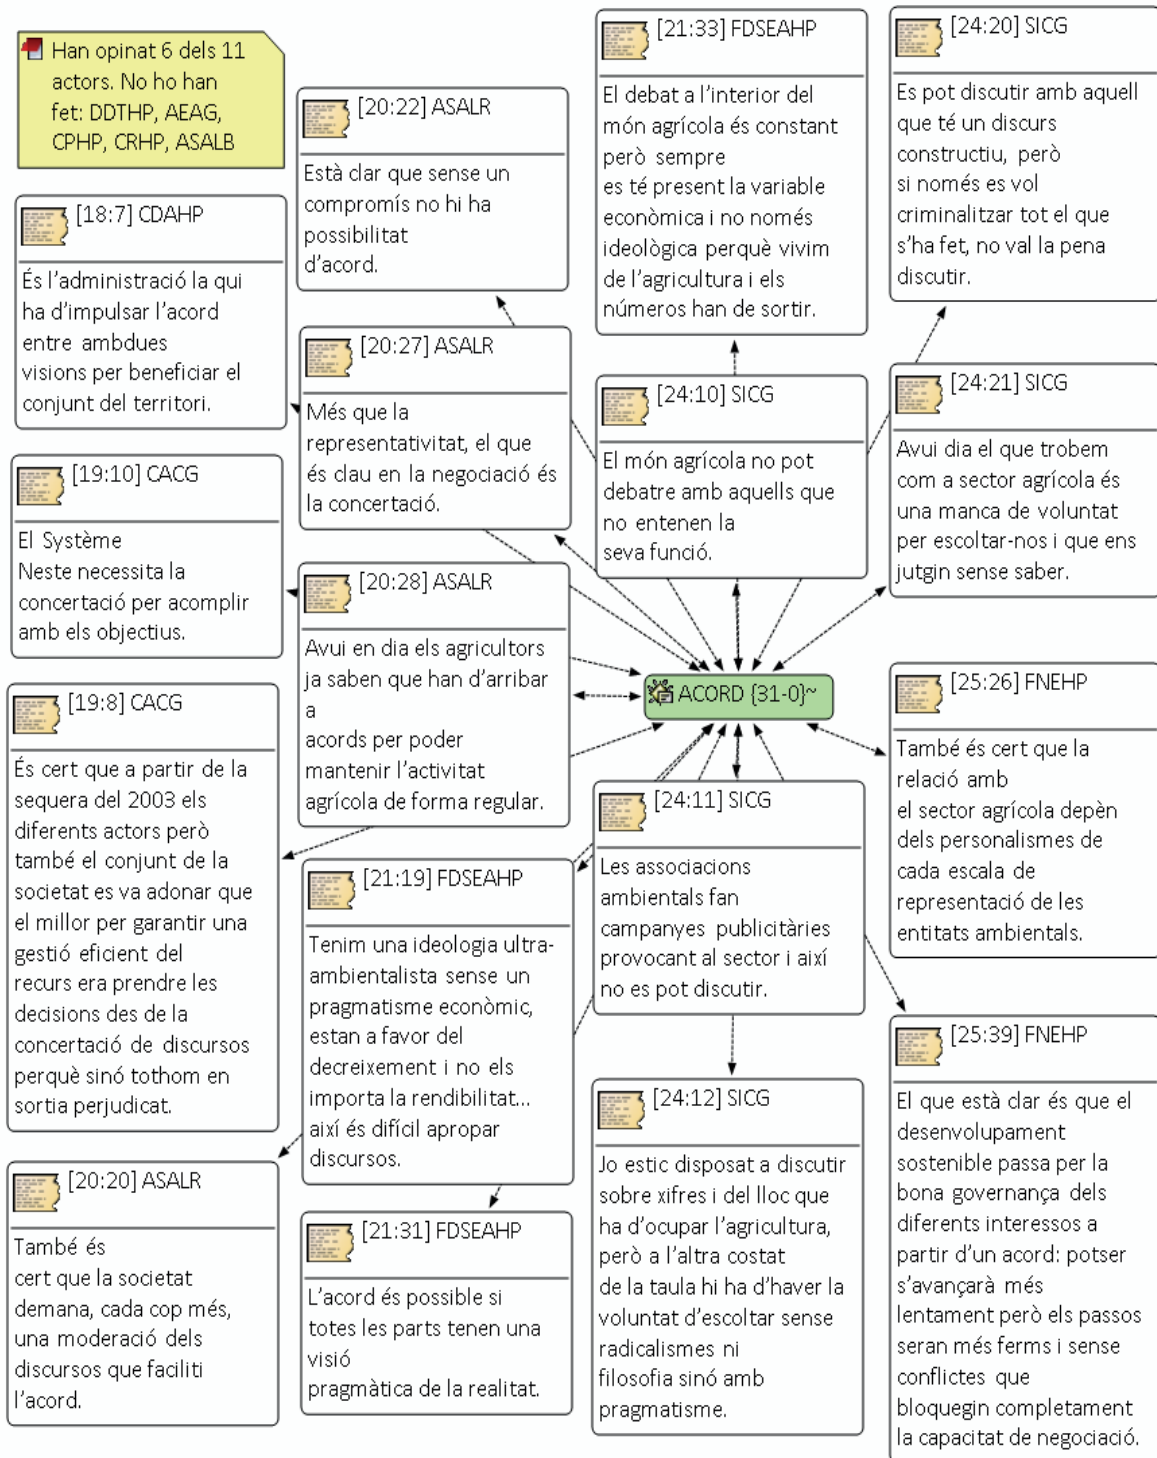 Han opinat 6 dels 11
actors. No ho han
fet: DDTHP, AEAG,
CPHP, CRHP, ASALB
[18:7] CDAHP
És l'administració la qui
ha d'impulsar l'acord
entre ambdues
visions per beneficiar el
conjunt del territori.
[19:10] CACG
El Système
Neste necessita la
concertació per acomplir
amb els objectius.
[19:8] CACG
És cert que a partir de la
sequera del 2003 els
diferents actors però
també el conjunt de la
societat es va adonar que
el millor per garantir una
gestió eficient del
recurs era prendre les
decisions des de la
concertació de discursos
perquè sinó tothom en
sortia perjudicat.
[20:20] ASALR
També és
cert que la societat
demana, cada cop més,
una moderació dels
discursos que faciliti
l'acord.
[20:22] ASALR
Està clar que sense un
compromís no hi ha
possibilitat
d'acord.
[20:27] ASALR
Més que la
representativitat, el que
és clau en la negociació és
la concertació.
[20:28] ASALR
Avui en dia els agricultors
ja saben que han d'arribar
a
acords per poder
mantenir l'activitat
agrícola de forma regular.
[21:19] FDSEAHP
Tenim una ideologia ultra-
ambientalista sense un
pragmatisme econòmic,
estan a favor del
decreixement i no els
importa la rendibilitat...
així és difícil apropar
discursos.
[21:31] FDSEAHP
L'acord és possible si
totes les parts tenen una
visió
pragmàtica de la realitat.
[21:33] FDSEAHP
El debat a l'interior del
món agrícola és constant
però sempre
es té present la variable
econòmica i no només
ideològica perquè vivim
de l'agricultura i els
números han de sortir.
[24:10] SICG
El món agrícola no pot
debatre amb aquells que
no entenen la
seva funció.
ACORD {31-0}~
[24:11] SICG
Les associacions
ambientals fan
campanyes publicitàries
provocant al sector i així
no es pot discutir.
[24:12] SICG
Jo estic disposat a discutir
sobre xifres i del lloc que
ha d'ocupar l'agricultura,
però a l'altra costat
de la taula hi ha d'haver la
voluntat d'escoltar sense
radicalismes ni
filosofia sinó amb
pragmatisme.
[24:20] SICG
Es pot discutir amb aquell
que té un discurs
constructiu, però
si només es vol
criminalitzar tot el que
s'ha fet, no val la pena
discutir.
[24:21] SICG
Avui dia el que trobem
com a sector agrícola és
una manca de voluntat
per escoltar-nos i que ens
jutgin sense saber.
[25:26] FNEHP
També és cert que la
relació amb
el sector agrícola depèn
dels personalismes de
cada escala de
representació de les
entitats ambientals.
[25:39] FNEHP
El que està clar és que el
desenvolupament
sostenible passa per la
bona governança dels
diferents interessos a
partir d'un acord: potser
s'avançarà més
lentament però els passos
seran més ferms i sense
conflictes que
bloquegin completament
la capacitat de negociació.